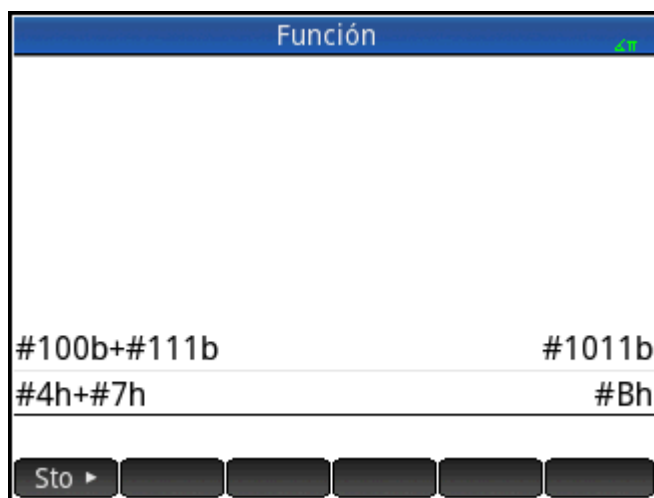 Función
∡π
#100b+#111b #1011b
#4h+#7h #Bh
Sto ▸